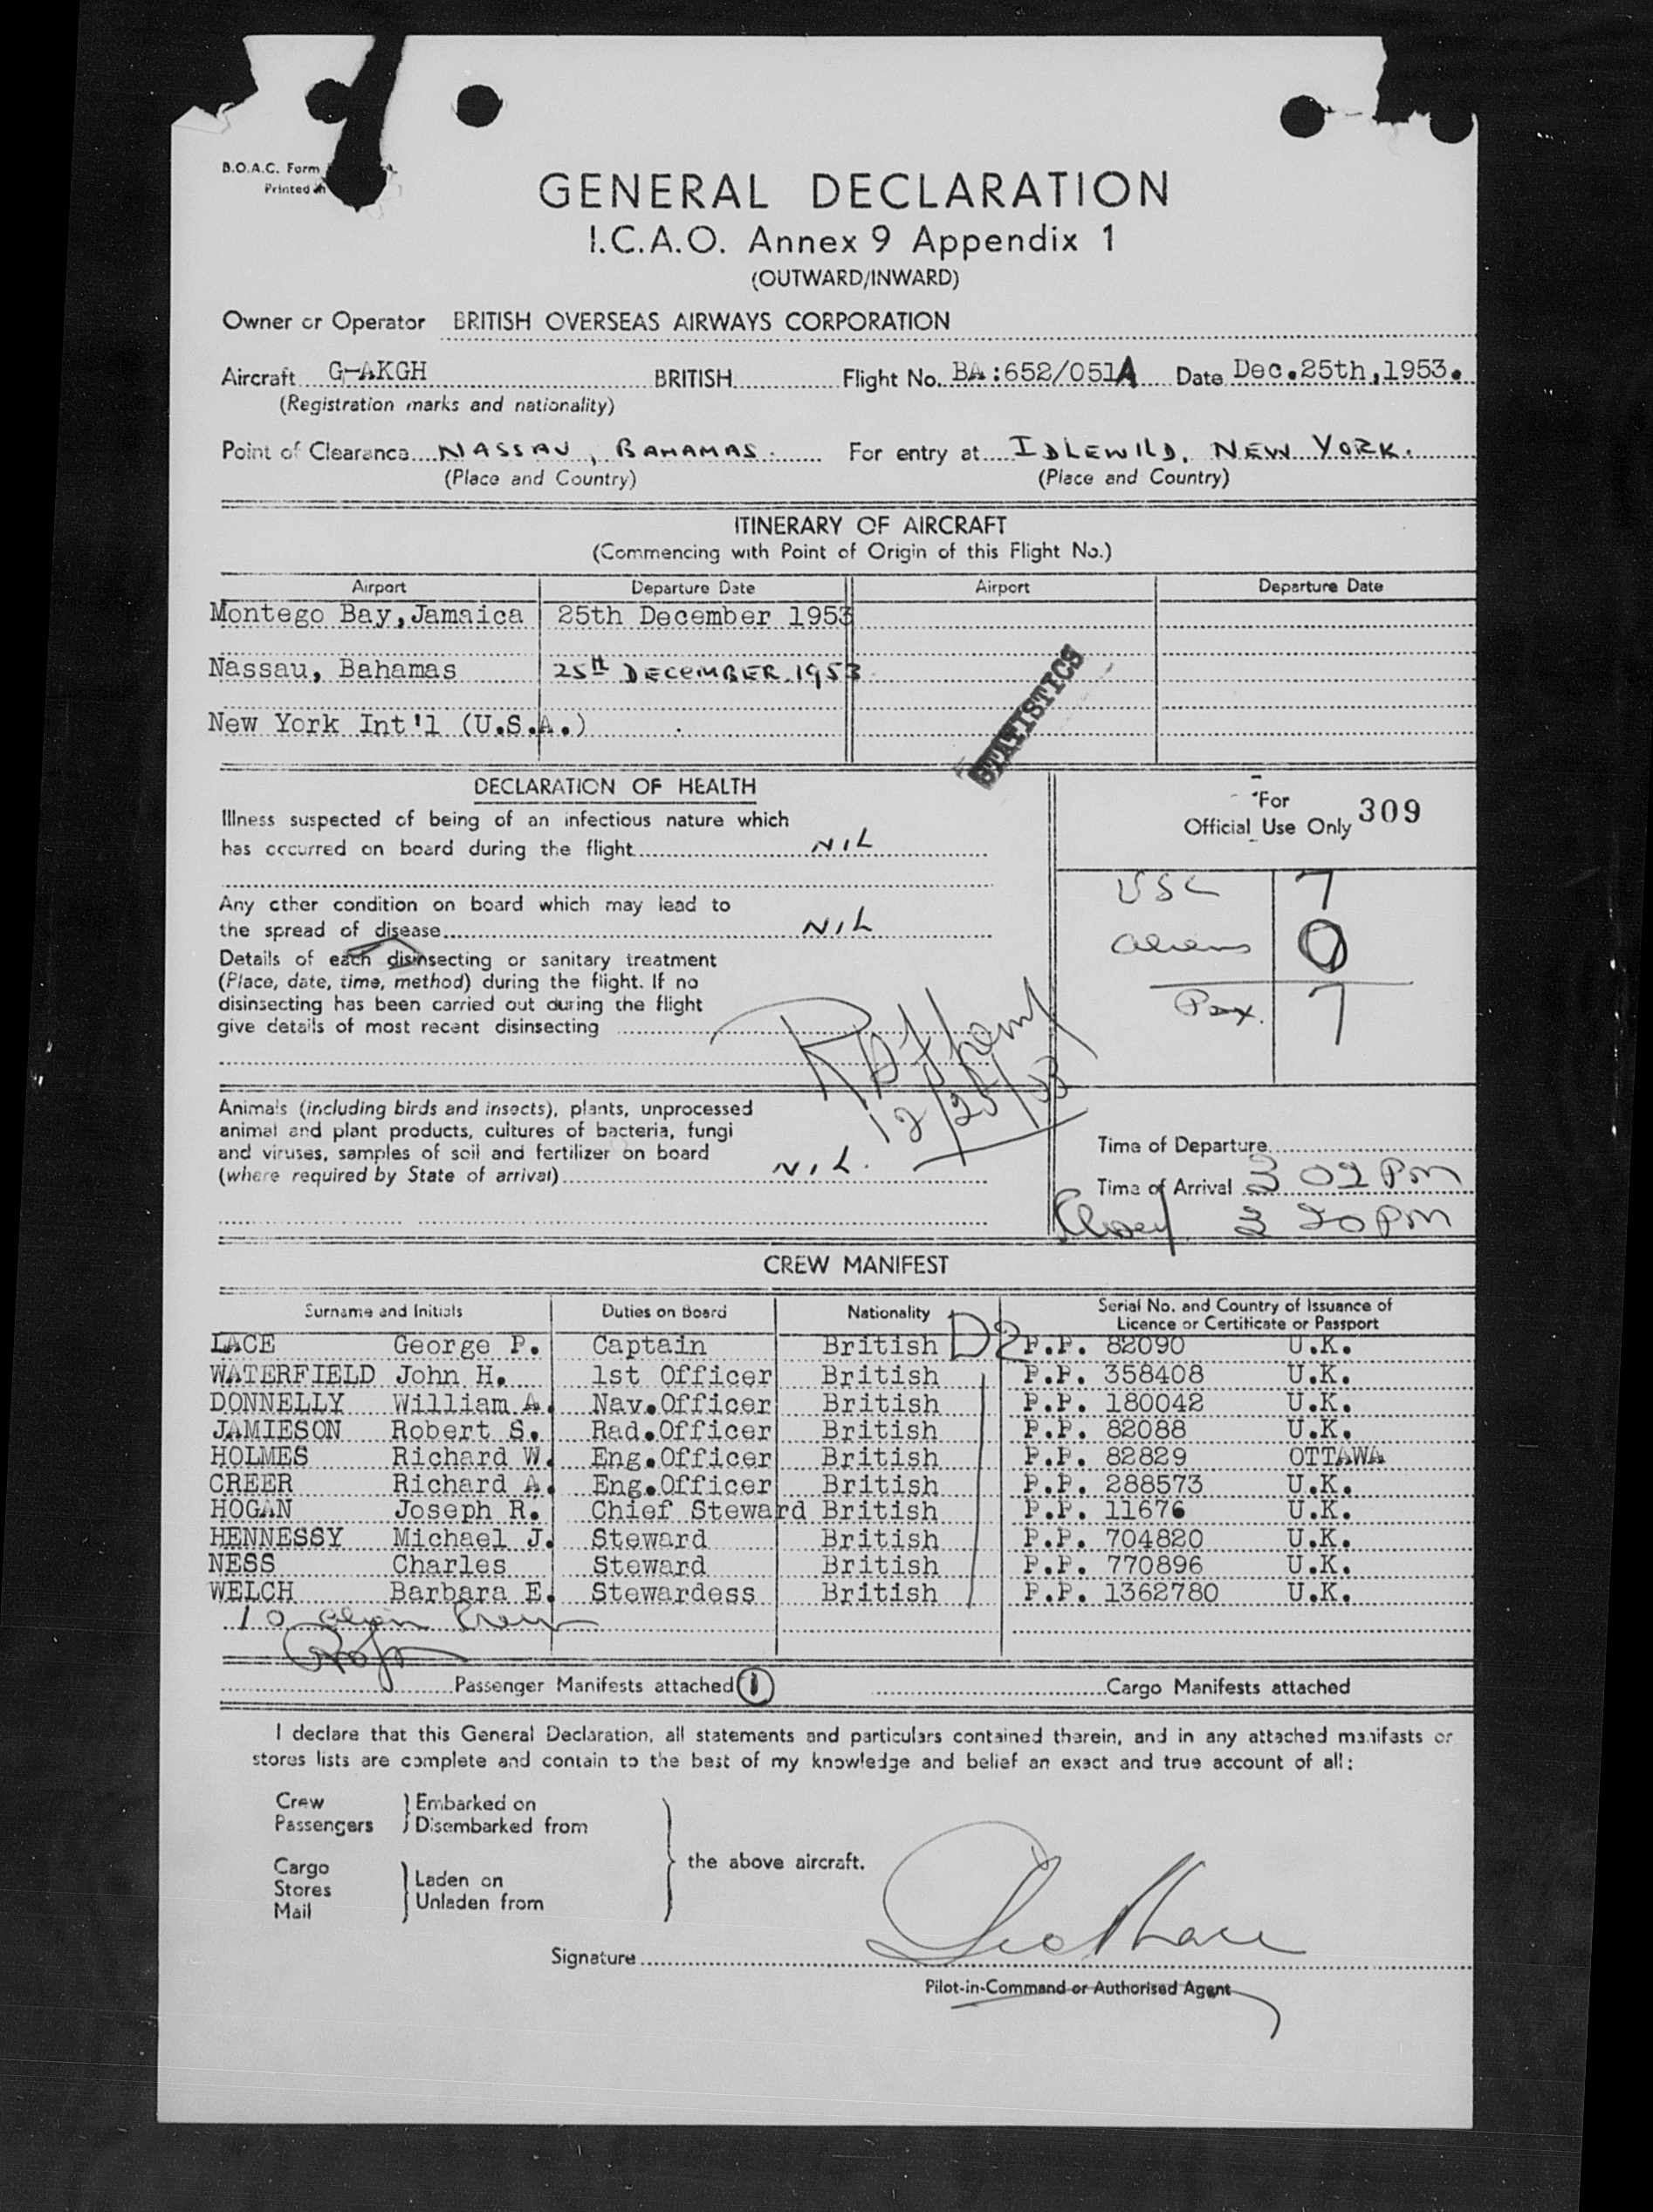 B.O.A.C. Form
Printed in
GENERAL DECLARATION
I.C.A.O. Annex 9 Appendix 1
(OUTWARD/INWARD)
Owner or Operator BRITISH OVERSEAS AIRWAYS CORPORATION
Aircraft G-AKGH BRITISH Flight No. BA:652/051A Date Dec.25th,1953.
(Registration marks and nationality)
Point of Clearance NASSAU, BAHAMAS. For entry at IDLEWILD, NEW YORK.
(Place and Country) (Place and Country)
ITINERARY OF AIRCRAFT
(Commencing with Point of Origin of this Flight No.)
Airport Departure Date Airport Departure Date
Montego Bay,Jamaica 25th December 1953
Nassau, Bahamas 25th DECEMBER 1953
New York Int'l (U.S.A.)
STATISTICS
DECLARATION OF HEALTH
Illness suspected of being of an infectious nature which
has occurred on board during the flight NIL
Any other condition on board which may lead to
the spread of disease NIL
Details of each disinsecting or sanitary treatment
(Place, date, time, method) during the flight. If no
disinsecting has been carried out during the flight
give details of most recent disinsecting
12/25/53
Animals (including birds and insects), plants, unprocessed
animal and plant products, cultures of bacteria, fungi
and viruses, samples of soil and fertilizer on board
(where required by State of arrival) NIL.
For
Official Use Only 309
USC 7
aliens 0
Pax. 7
Time of Departure
Time of Arrival 3 02 PM
3 20 PM
CREW MANIFEST
Surname and Initials Duties on Board Nationality Serial No. and Country of Issuance of
Licence or Certificate or Passport
LACE George P. Captain British D2 P.P. 82090 U.K.
WATERFIELD John H. 1st Officer British P.P. 358408 U.K.
DONNELLY William A. Nav.Officer British P.P. 180042 U.K.
JAMIESON Robert S. Rad.Officer British P.P. 82088 U.K.
HOLMES Richard W. Eng.Officer British P.P. 82829 OTTAWA
CREER Richard A. Eng.Officer British P.P. 288573 U.K.
HOGAN Joseph R. Chief Steward British P.P. 11676 U.K.
HENNESSY Michael J. Steward British P.P. 704820 U.K.
NESS Charles Steward British P.P. 770896 U.K.
WELCH Barbara E. Stewardess British P.P. 1362780 U.K.
10 alien Crew
Passenger Manifests attached 1 Cargo Manifests attached
I declare that this General Declaration, all statements and particulars contained therein, and in any attached manifests or
stores lists are complete and contain to the best of my knowledge and belief an exact and true account of all:
Crew
Passengers
Embarked on
Disembarked from
Cargo
Stores
Mail
Laden on
Unladen from
the above aircraft.
Signature
Pilot-in-Command or Authorised Agent